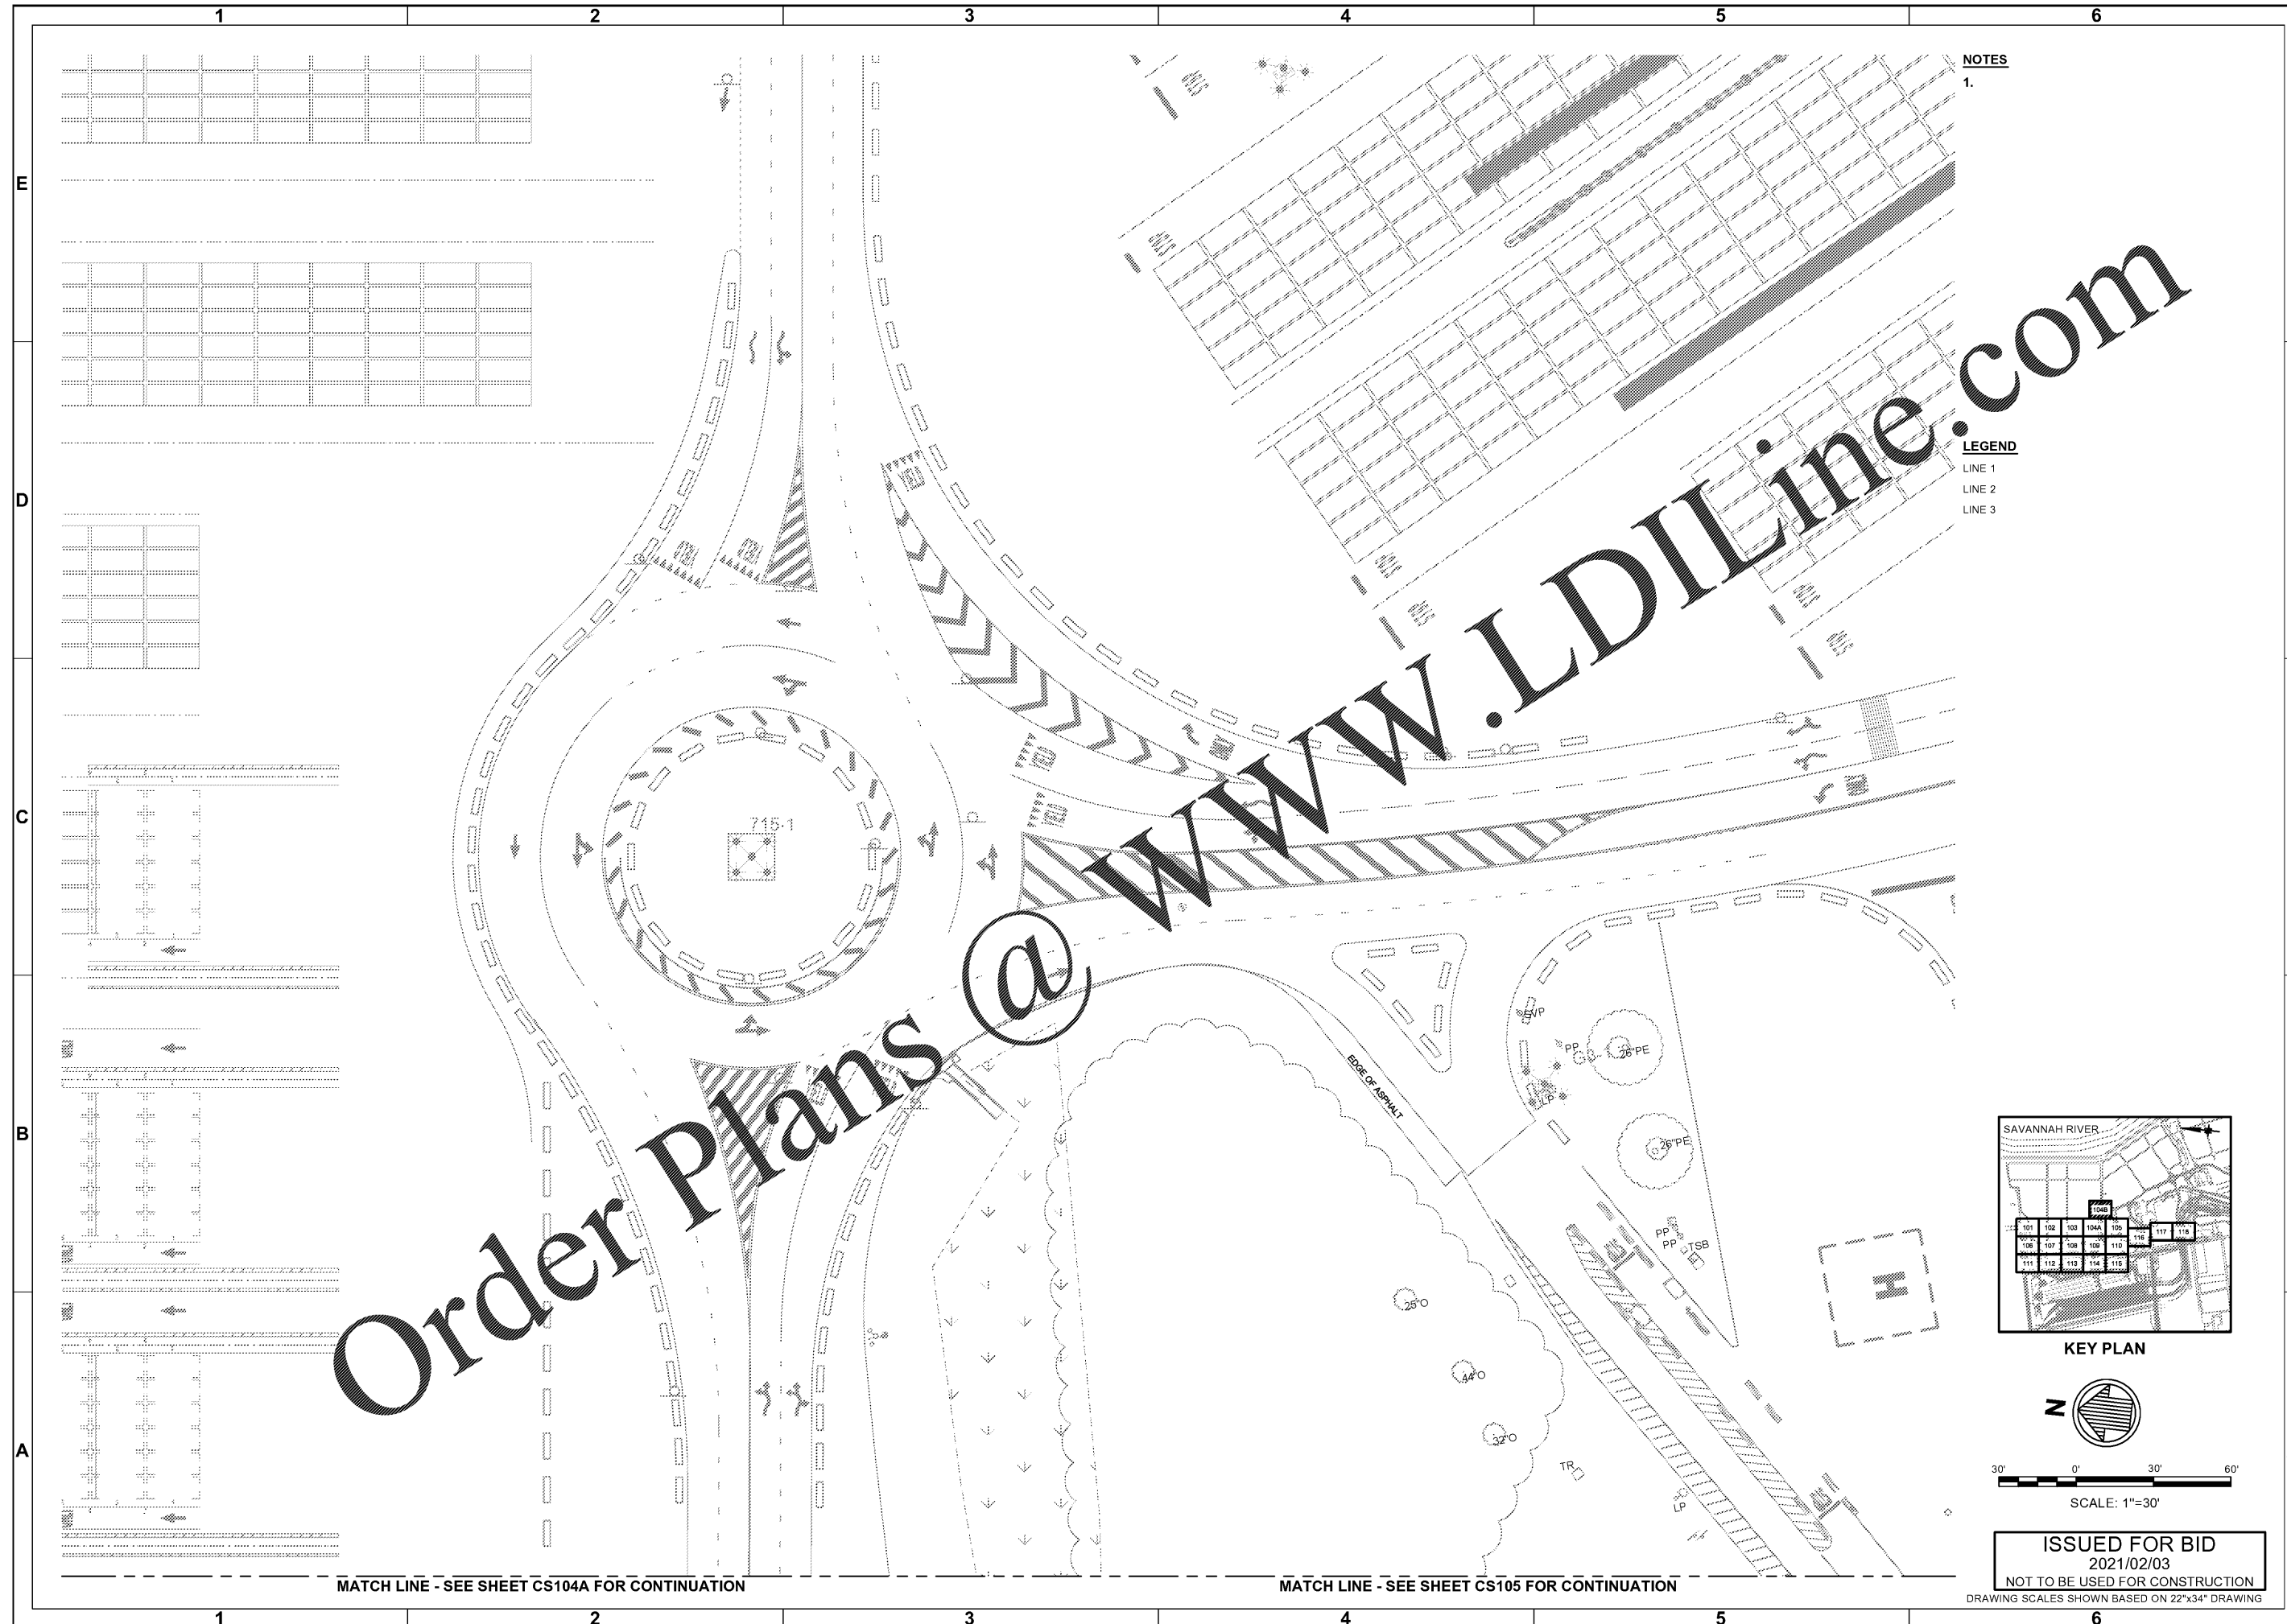 1 2 3 4 5 6
NOTES
1.
E
D
C
B
A
LEGEND
LINE 1
LINE 2
LINE 3
Order Plans @ www.LDILine.com
715-1
EDGE OF ASPHALT
SVP
PP
26"PE
LP
26"PE
PP
PP
TSB
25"O
44"O
32"O
TR
LP
H
SAVANNAH RIVER
104B
101 102 103 104A 105
106 107 108 109 110 116 117 118
111 112 113 114 115
KEY PLAN
N
30' 0' 30' 60'
SCALE: 1"=30'
ISSUED FOR BID
2021/02/03
NOT TO BE USED FOR CONSTRUCTION
DRAWING SCALES SHOWN BASED ON 22"x34" DRAWING
MATCH LINE - SEE SHEET CS104A FOR CONTINUATION
MATCH LINE - SEE SHEET CS105 FOR CONTINUATION
1 2 3 4 5 6